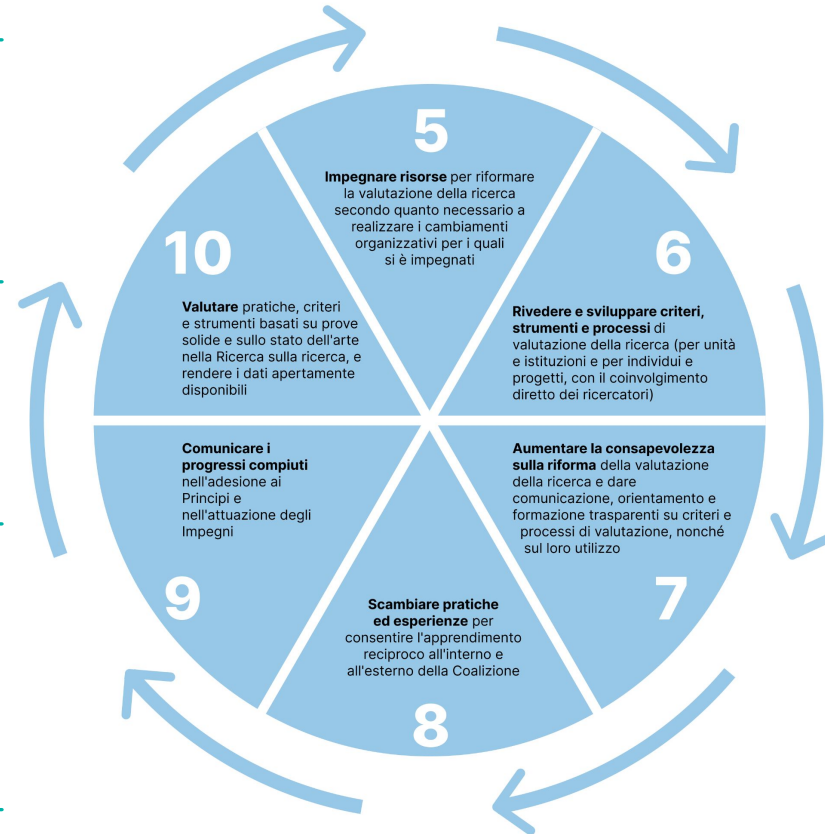 5
Impegnare risorse per riformare
la valutazione della ricerca
secondo quanto necessario a
realizzare i cambiamenti
organizzativi per i quali
si è impegnati
6
Rivedere e sviluppare criteri,
strumenti e processi di
valutazione della ricerca (per unità
e istituzioni e per individui e
progetti, con il coinvolgimento
diretto dei ricercatori)
Aumentare la consapevolezza
sulla riforma della valutazione
della ricerca e dare
comunicazione, orientamento e
formazione trasparenti su criteri e
processi di valutazione, nonché
sul loro utilizzo
7
Scambiare pratiche
ed esperienze per
consentire l'apprendimento
reciproco all'interno e
all'esterno della Coalizione
8
Comunicare i
progressi compiuti
nell'adesione ai
Principi e
nell'attuazione degli
Impegni
9
10
Valutare pratiche, criteri
e strumenti basati su prove
solide e sullo stato dell'arte
nella Ricerca sulla ricerca, e
rendere i dati apertamente
disponibili